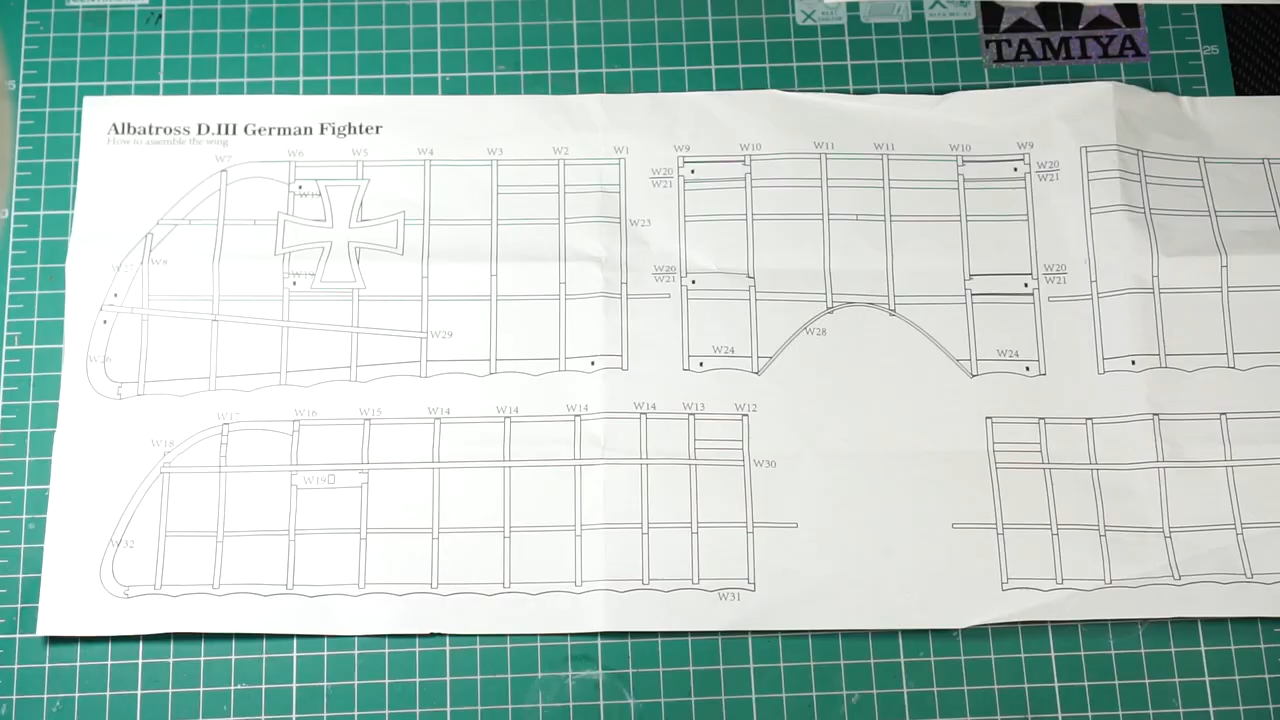 TAMIYA
25
Albatross D.III German Fighter
How to assemble the wing
W7 W6 W5 W4 W3 W2 W1 W9 W10 W11 W11 W10 W9
W20 W20
W21 W21
W19
W23
W27 W8
W19
W20 W20
W21 W21
W29
W28
W26
W24 W24
W17 W16 W15 W14 W14 W14 W14 W13 W12
W18
W30
W19
W32
W31